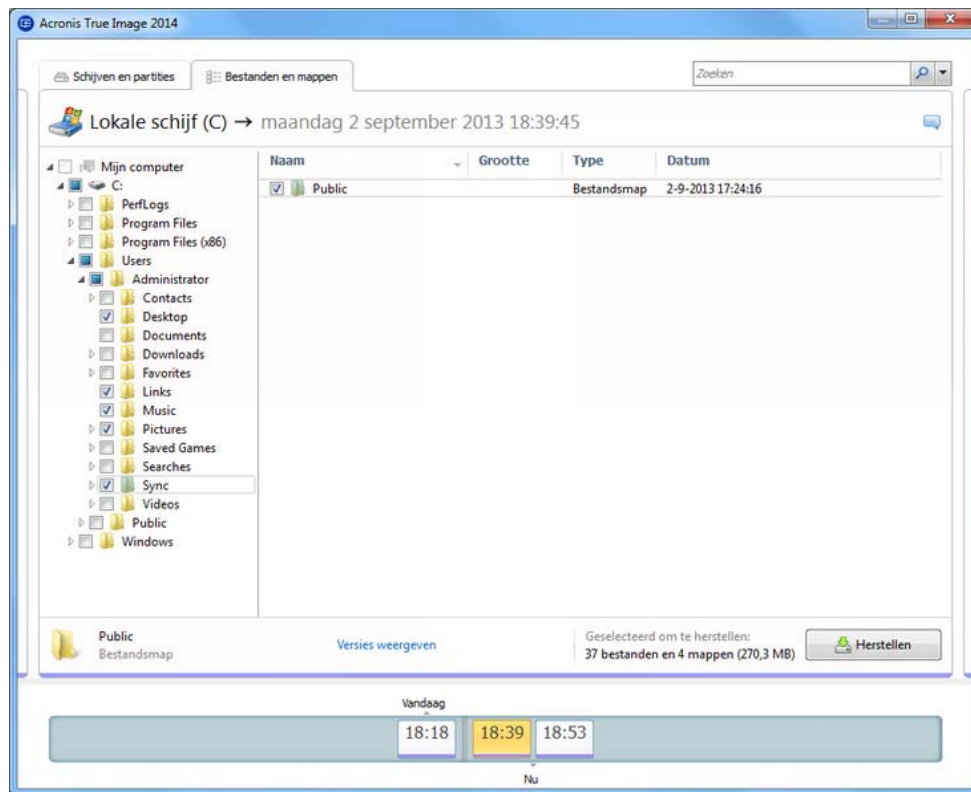 Acronis True Image 2014
Schijven en partities
Bestanden en mappen
Zoeken
Lokale schijf (C) → maandag 2 september 2013 18:39:45
Mijn computer
C:
PerfLogs
Program Files
Program Files (x86)
Users
Administrator
Contacts
Desktop
Documents
Downloads
Favorites
Links
Music
Pictures
Saved Games
Searches
Sync
Videos
Public
Windows
Naam Grootte Type Datum
Public Bestandsmap 2-9-2013 17:24:16
Public
Bestandsmap
Versies weergeven
Geselecteerd om te herstellen:
37 bestanden en 4 mappen (270,3 MB)
Herstellen
Vandaag
18:18 18:39 18:53
Nu